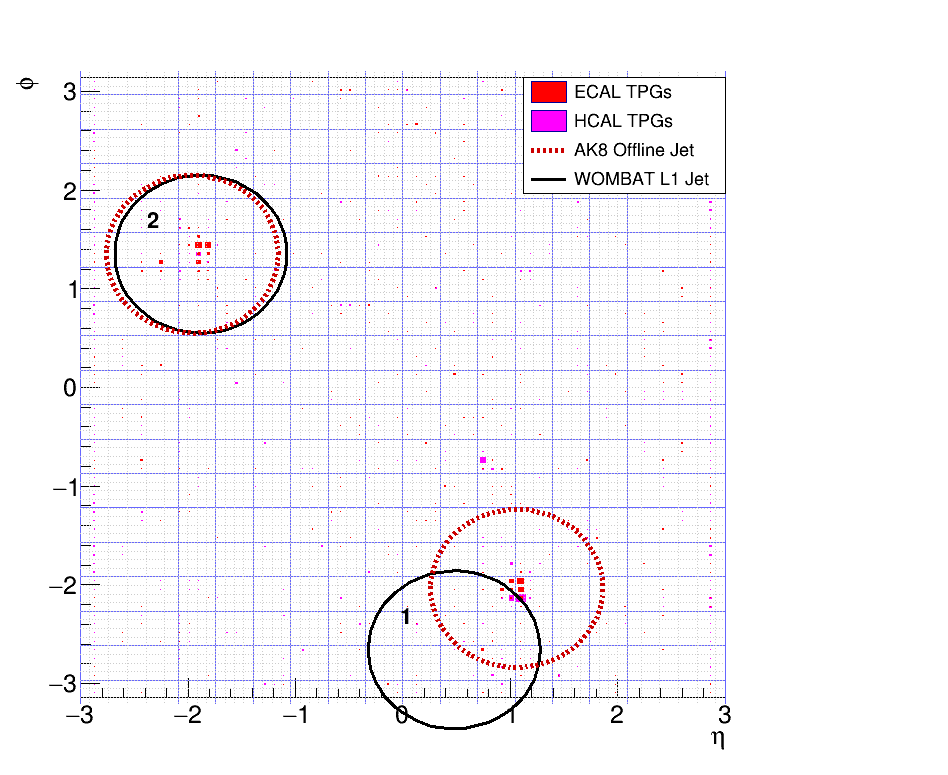 ϕ
3
2
1
0
−1
−2
−3
ECAL TPGs
HCAL TPGs
AK8 Offline Jet
WOMBAT L1 Jet
2
1
−3 −2 −1 0 1 2 3
η